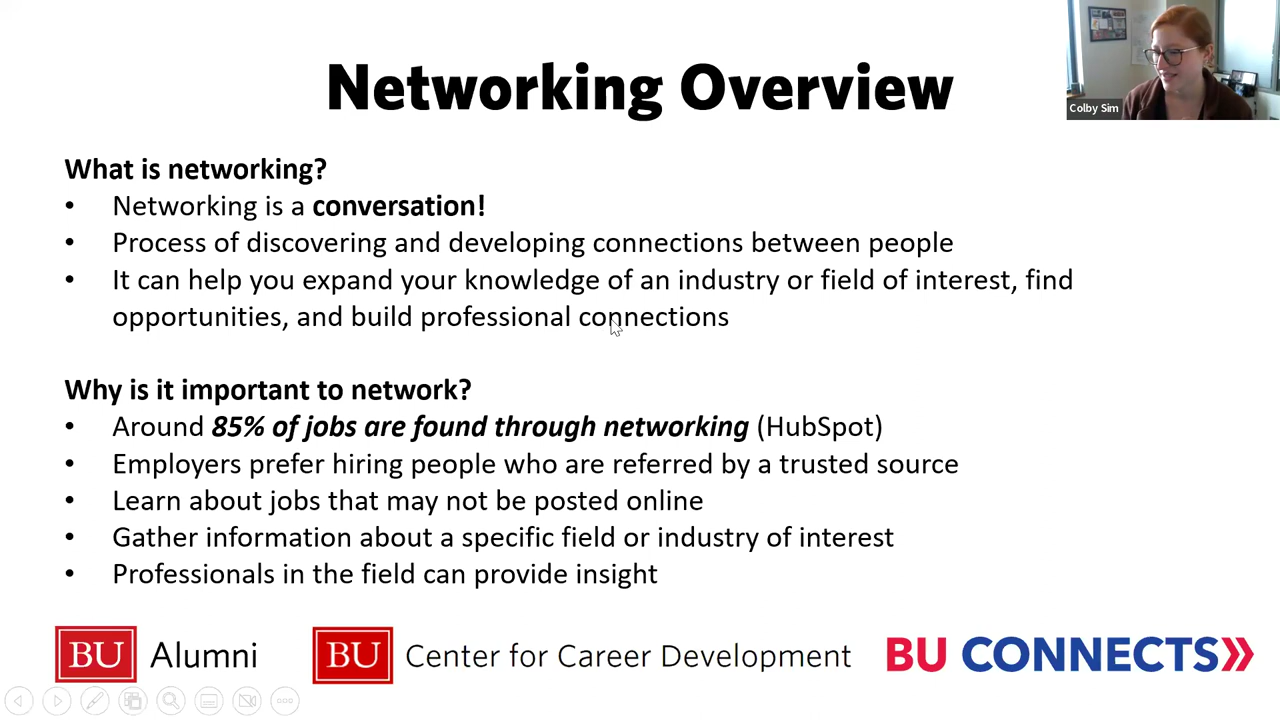 Networking Overview
Colby Sim
What is networking?
• Networking is a conversation!
• Process of discovering and developing connections between people
• It can help you expand your knowledge of an industry or field of interest, find
opportunities, and build professional connections
Why is it important to network?
• Around 85% of jobs are found through networking (HubSpot)
• Employers prefer hiring people who are referred by a trusted source
• Learn about jobs that may not be posted online
• Gather information about a specific field or industry of interest
• Professionals in the field can provide insight
BU Alumni
BU Center for Career Development
BU CONNECTS»